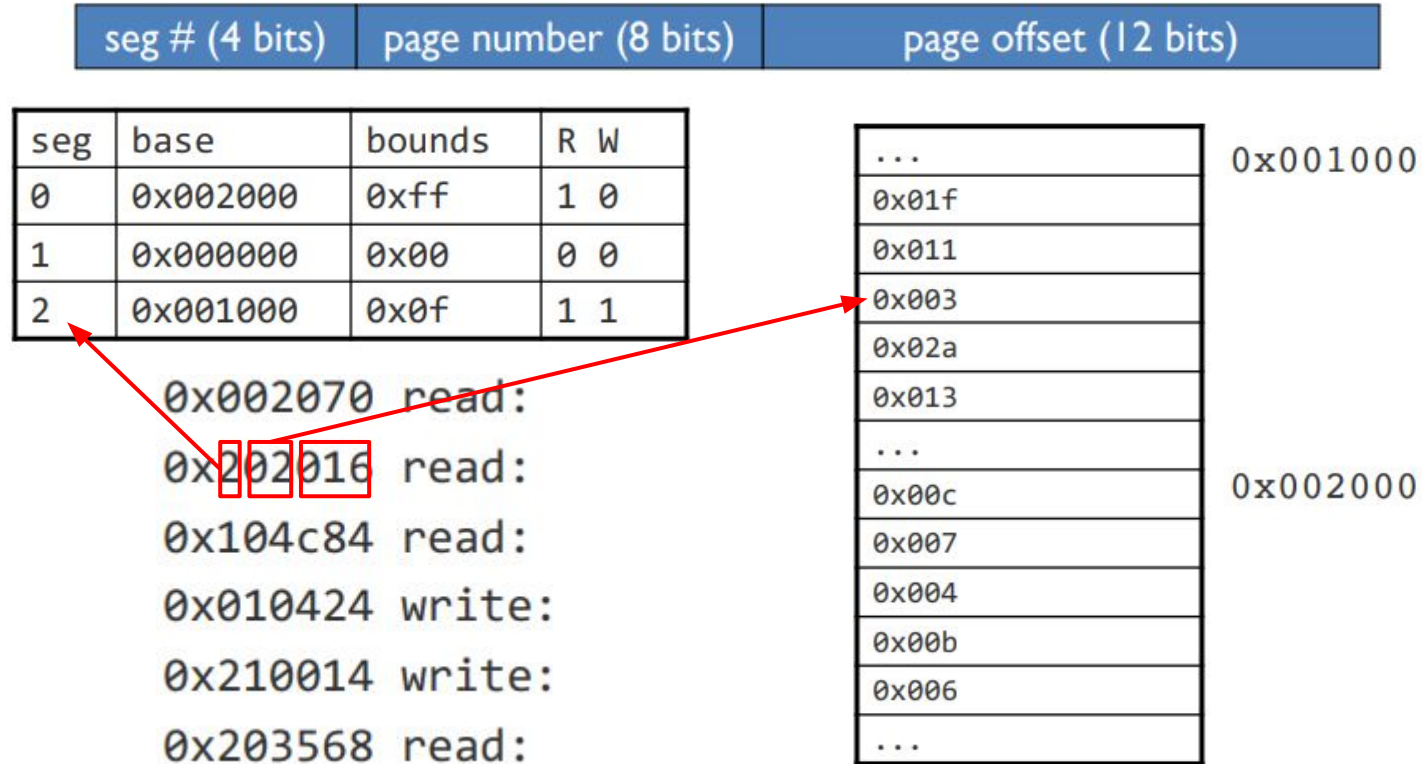 seg # (4 bits) page number (8 bits) page offset (12 bits)
seg base bounds R W
0 0x002000 0xff 1 0
1 0x000000 0x00 0 0
2 0x001000 0x0f 1 1
0x002070 read:
0x202016 read:
0x104c84 read:
0x010424 write:
0x210014 write:
0x203568 read:
... 0x001000
0x01f
0x011
0x003
0x02a
0x013
...
0x00c 0x002000
0x007
0x004
0x00b
0x006
...